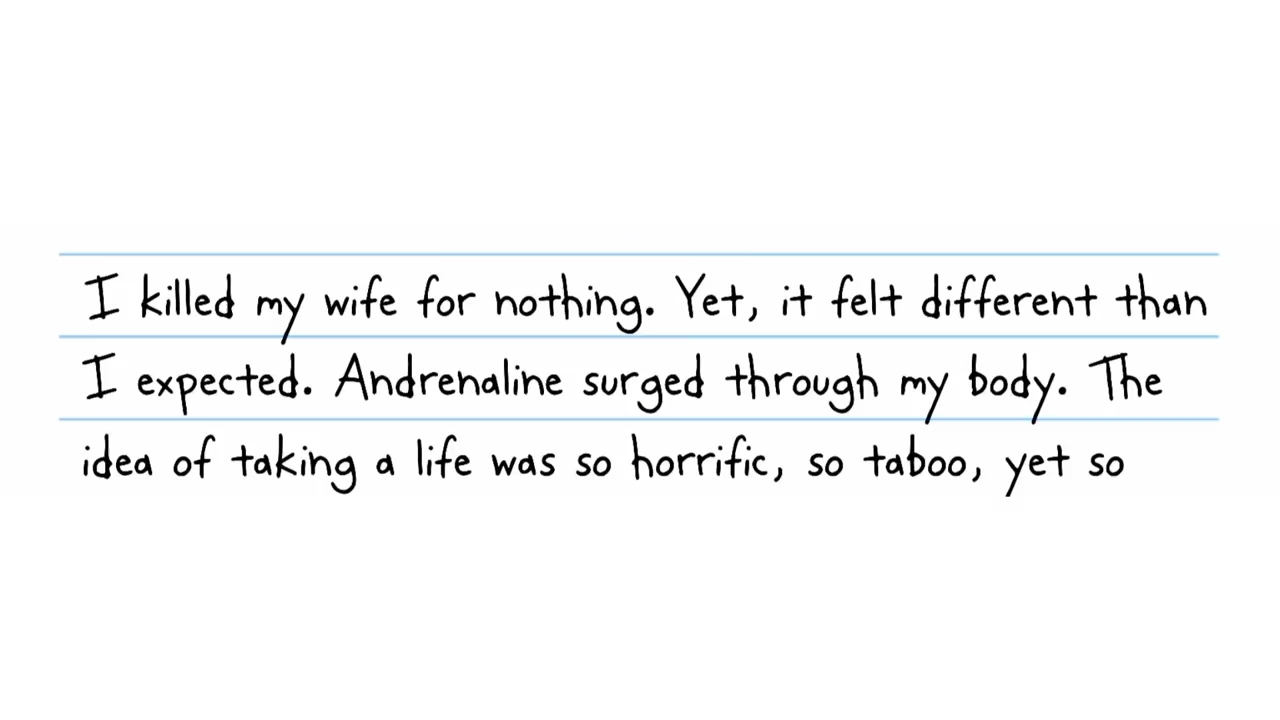 I killed my wife for nothing. Yet, it felt different than
I expected. Andrenaline surged through my body. The
idea of taking a life was so horrific, so taboo, yet so